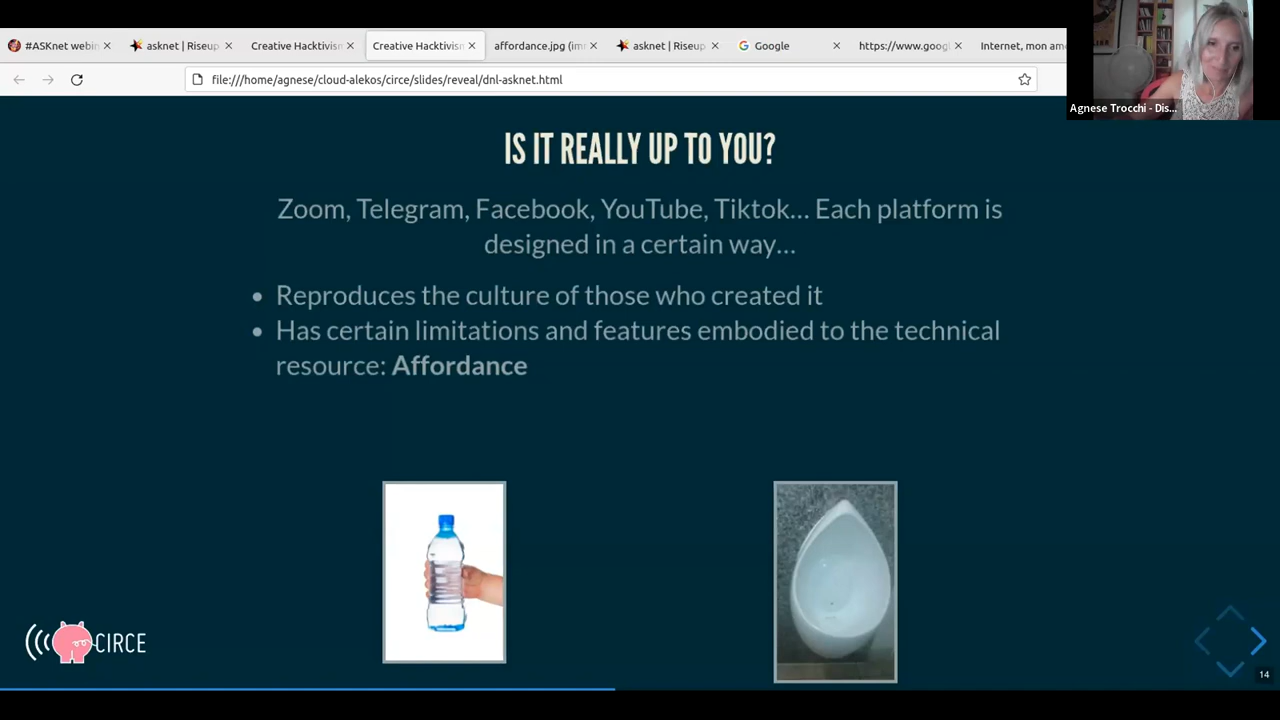 #ASKnet webin
asknet | Riseup
Creative Hacktivism
Creative Hacktivism
affordance.jpg (im
asknet | Riseup
Google
https://www.goog
Internet, mon am
file:///home/agnese/cloud-alekos/circe/slides/reveal/dnl-asknet.html
Agnese Trocchi - Dis...
IS IT REALLY UP TO YOU?
Zoom, Telegram, Facebook, YouTube, Tiktok… Each platform is
designed in a certain way…
• Reproduces the culture of those who created it
• Has certain limitations and features embodied to the technical
resource: Affordance
CIRCE
14